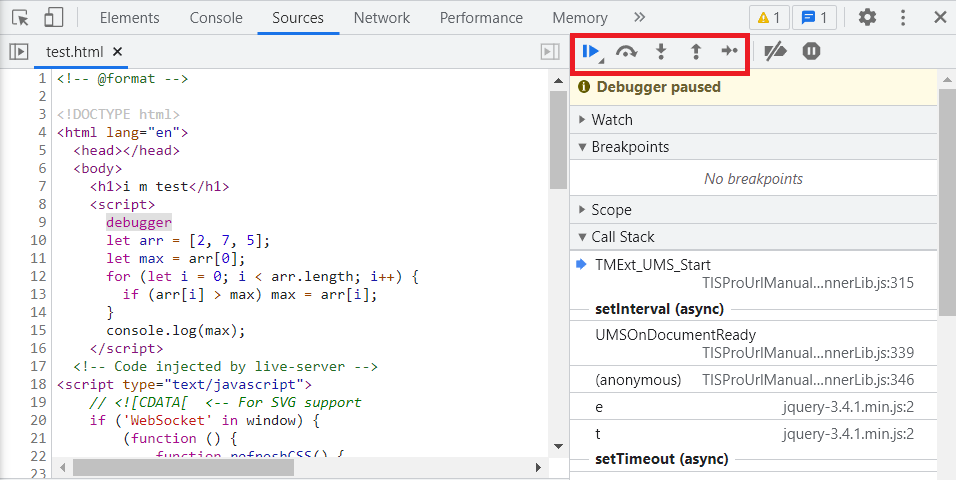 Elements Console Sources Network Performance Memory » 1 1
test.html ×
1 <!-- @format -->
2
3 <!DOCTYPE html>
4 <html lang="en">
5 <head></head>
6 <body>
7 <h1>i m test</h1>
8 <script>
9 debugger
10 let arr = [2, 7, 5];
11 let max = arr[0];
12 for (let i = 0; i < arr.length; i++) {
13 if (arr[i] > max) max = arr[i];
14 }
15 console.log(max);
16 </script>
17 <!-- Code injected by live-server -->
18 <script type="text/javascript">
19 // <![CDATA[ <-- For SVG support
20 if ('WebSocket' in window) {
21 (function () {
22 function refreshCSS() {
23
Debugger paused
Watch
Breakpoints
No breakpoints
Scope
Call Stack
TMExt_UMS_Start
TISProUrlManual…nnerLib.js:315
setInterval (async)
UMSOnDocumentReady
TISProUrlManual…nnerLib.js:339
(anonymous) TISProUrlManual…nnerLib.js:346
e jquery-3.4.1.min.js:2
t jquery-3.4.1.min.js:2
setTimeout (async)